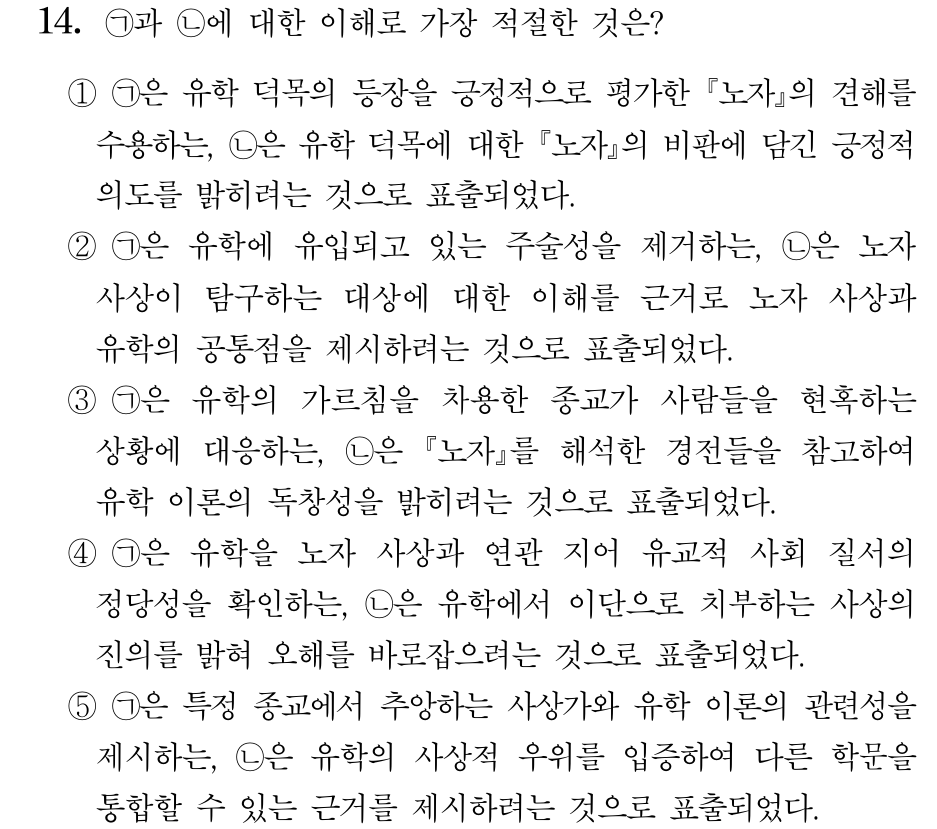 14. ㉠과 ㉡에 대한 이해로 가장 적절한 것은?
① ㉠은 유학 덕목의 등장을 긍정적으로 평가한 『노자』의 견해를
수용하는, ㉡은 유학 덕목에 대한 『노자』의 비판에 담긴 긍정적
의도를 밝히려는 것으로 표출되었다.
② ㉠은 유학에 유입되고 있는 주술성을 제거하는, ㉡은 노자
사상이 탐구하는 대상에 대한 이해를 근거로 노자 사상과
유학의 공통점을 제시하려는 것으로 표출되었다.
③ ㉠은 유학의 가르침을 차용한 종교가 사람들을 현혹하는
상황에 대응하는, ㉡은 『노자』를 해석한 경전들을 참고하여
유학 이론의 독창성을 밝히려는 것으로 표출되었다.
④ ㉠은 유학을 노자 사상과 연관 지어 유교적 사회 질서의
정당성을 확인하는, ㉡은 유학에서 이단으로 치부하는 사상의
진의를 밝혀 오해를 바로잡으려는 것으로 표출되었다.
⑤ ㉠은 특정 종교에서 추앙하는 사상가와 유학 이론의 관련성을
제시하는, ㉡은 유학의 사상적 우위를 입증하여 다른 학문을
통합할 수 있는 근거를 제시하려는 것으로 표출되었다.